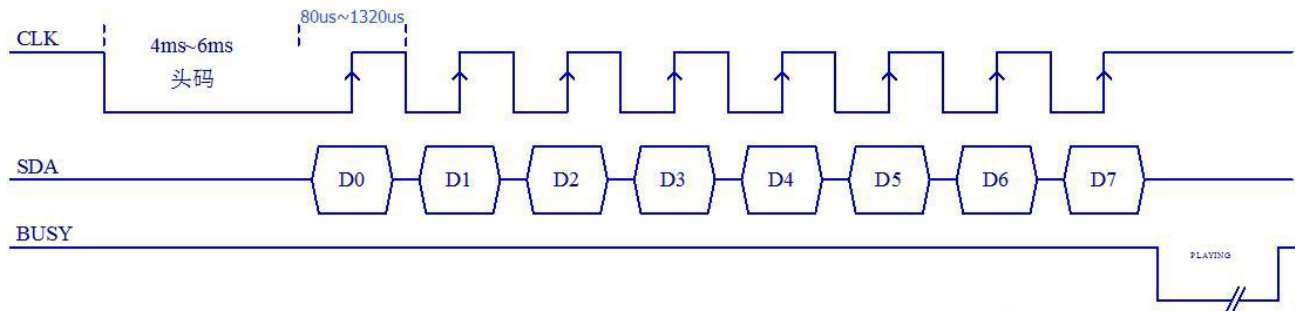 80us~1320us
CLK
4ms~6ms
头码
SDA
D0 D1 D2 D3 D4 D5 D6 D7
BUSY
PLAYING